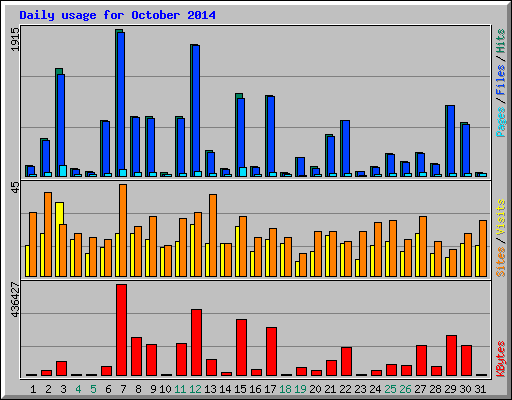 Daily usage for October 2014
1915
Pages / Files / Hits
45
Sites / Visits
436427
KBytes
1 2 3 4 5 6 7 8 9 10 11 12 13 14 15 16 17 18 19 20 21 22 23 24 25 26 27 28 29 30 31